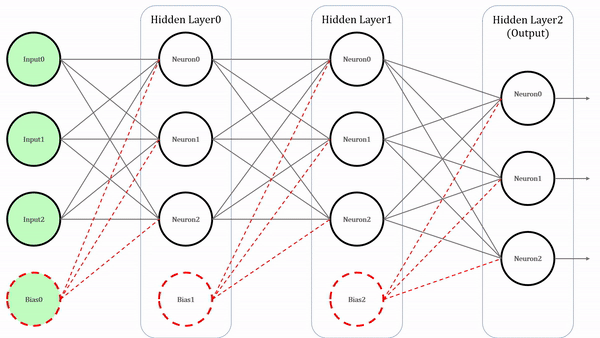 Hidden Layer0
Hidden Layer1
Hidden Layer2
(Output)
Input0
Neuron0
Neuron0
Neuron0
Input1
Neuron1
Neuron1
Neuron1
Input2
Neuron2
Neuron2
Neuron2
Bias0
Bias1
Bias2